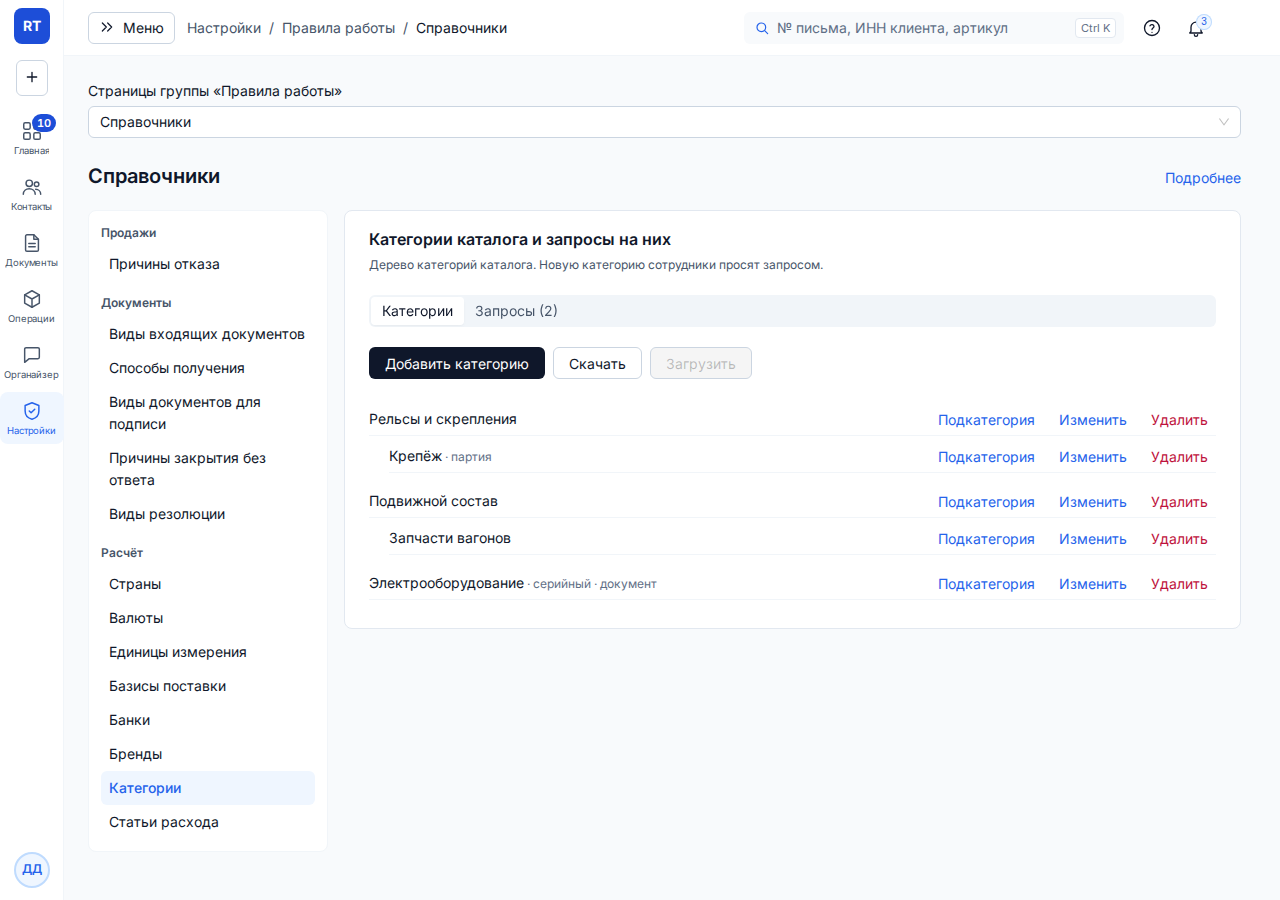 RT
Меню
Настройки / Правила работы / Справочники
№ письма, ИНН клиента, артикул
Ctrl K
3
10
Главная
Контакты
Документы
Операции
Органайзер
Настройки
ДД
Страницы группы «Правила работы»
Справочники
Справочники
Подробнее
Продажи
Причины отказа
Документы
Виды входящих документов
Способы получения
Виды документов для
подписи
Причины закрытия без
ответа
Виды резолюции
Расчёт
Страны
Валюты
Единицы измерения
Базисы поставки
Банки
Бренды
Категории
Статьи расхода
Категории каталога и запросы на них
Дерево категорий каталога. Новую категорию сотрудники просят запросом.
Категории Запросы (2)
Добавить категорию Скачать Загрузить
Рельсы и скрепления Подкатегория Изменить Удалить
Крепёж · партия Подкатегория Изменить Удалить
Подвижной состав Подкатегория Изменить Удалить
Запчасти вагонов Подкатегория Изменить Удалить
Электрооборудование · серийный · документ Подкатегория Изменить Удалить